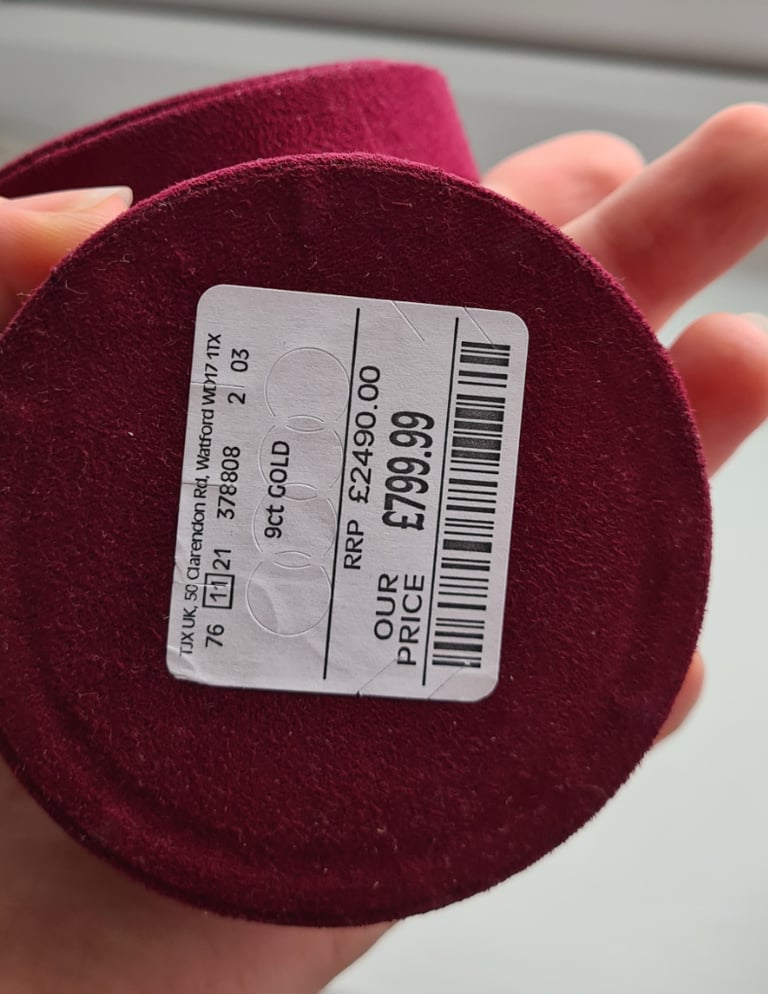 TJX UK, 50 Clarendon Rd, Watford WD17 1TX
76 11 21 378808 2 03
9ct GOLD
RRP £2490.00
OUR PRICE £799.99